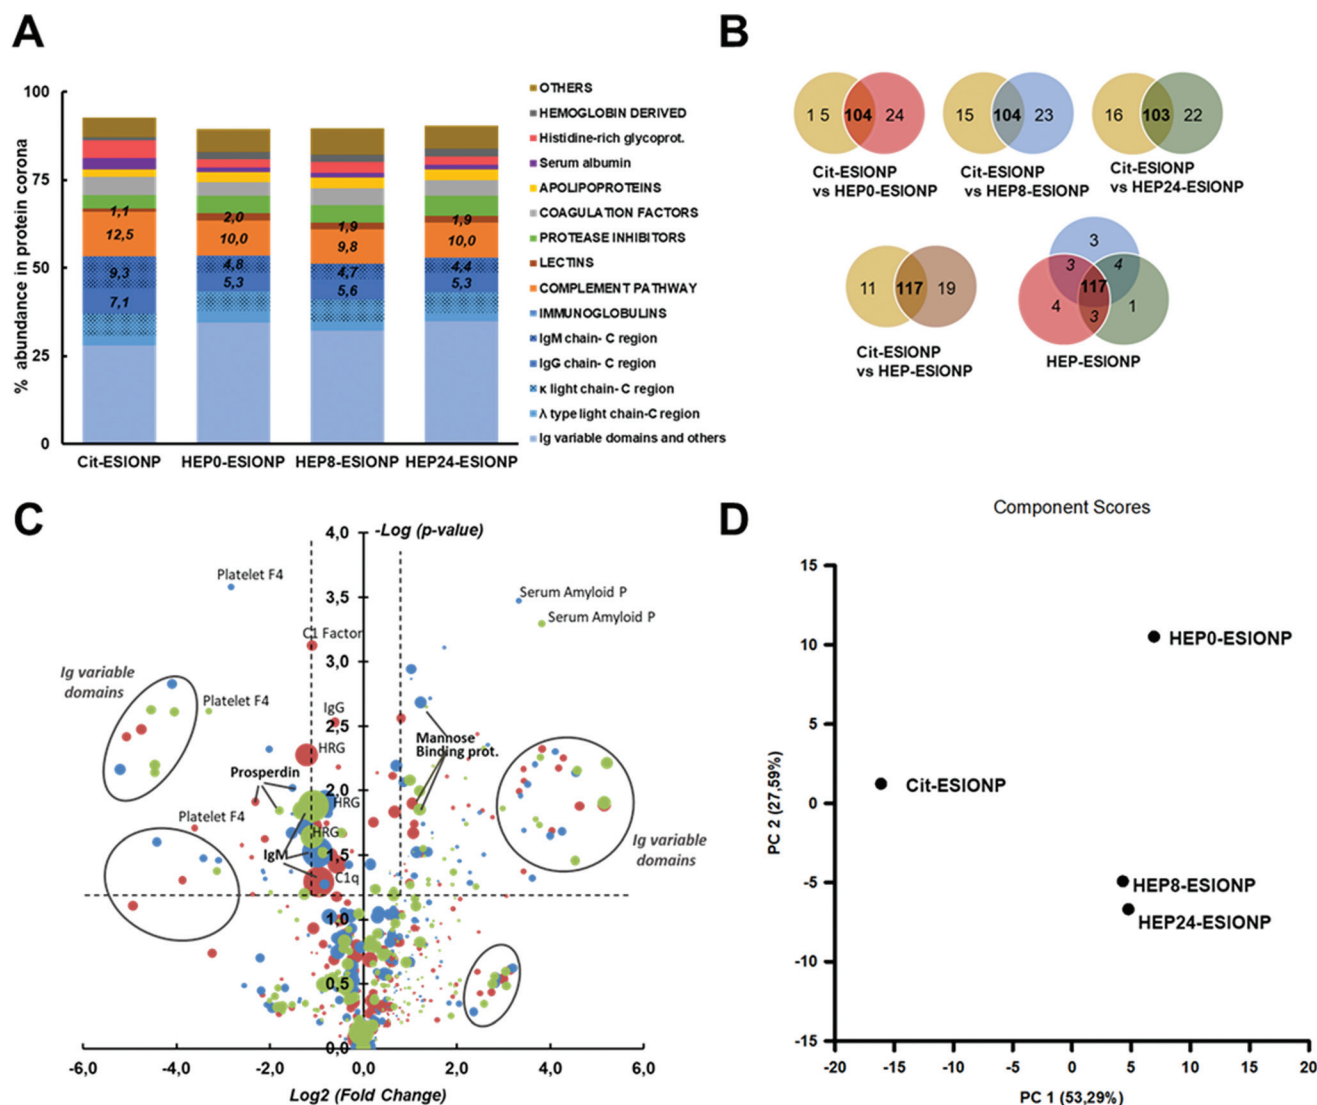 A
% abundance in protein corona
100
75
50
25
0
1,1
12,5
9,3
7,1
2,0
10,0
4,8
5,3
1,9
9,8
4,7
5,6
1,9
10,0
4,4
5,3
Cit-ESIONP
HEP0-ESIONP
HEP8-ESIONP
HEP24-ESIONP
OTHERS
HEMOGLOBIN DERIVED
Histidine-rich glycoprot.
Serum albumin
APOLIPOPROTEINS
COAGULATION FACTORS
PROTEASE INHIBITORS
LECTINS
COMPLEMENT PATHWAY
IMMUNOGLOBULINS
IgM chain- C region
IgG chain- C region
κ light chain- C region
λ type light chain-C region
Ig variable domains and others
B
1 5 104 24
Cit-ESIONP
vs HEP0-ESIONP
15 104 23
Cit-ESIONP
vs HEP8-ESIONP
16 103 22
Cit-ESIONP
vs HEP24-ESIONP
11 117 19
Cit-ESIONP
vs HEP-ESIONP
3
3 4
117
4 1
3
HEP-ESIONP
C
-Log (p-value)
4,0
3,5
3,0
2,5
2,0
1,5
1,0
0,5
0,0
Platelet F4
Serum Amyloid P
Serum Amyloid P
C1 Factor
Ig variable
domains
Platelet F4
IgG
HRG
Mannose
Binding prot.
Prosperdin
HRG
Platelet F4
HRG
IgM
C1q
Ig variable
domains
-6,0
-4,0
-2,0
0,0
2,0
4,0
6,0
Log2 (Fold Change)
D
Component Scores
PC 2 (27,59%)
15
10
5
0
-5
-10
-15
HEP0-ESIONP
Cit-ESIONP
HEP8-ESIONP
HEP24-ESIONP
-20
-15
-10
-5
0
5
10
15
20
PC 1 (53,29%)